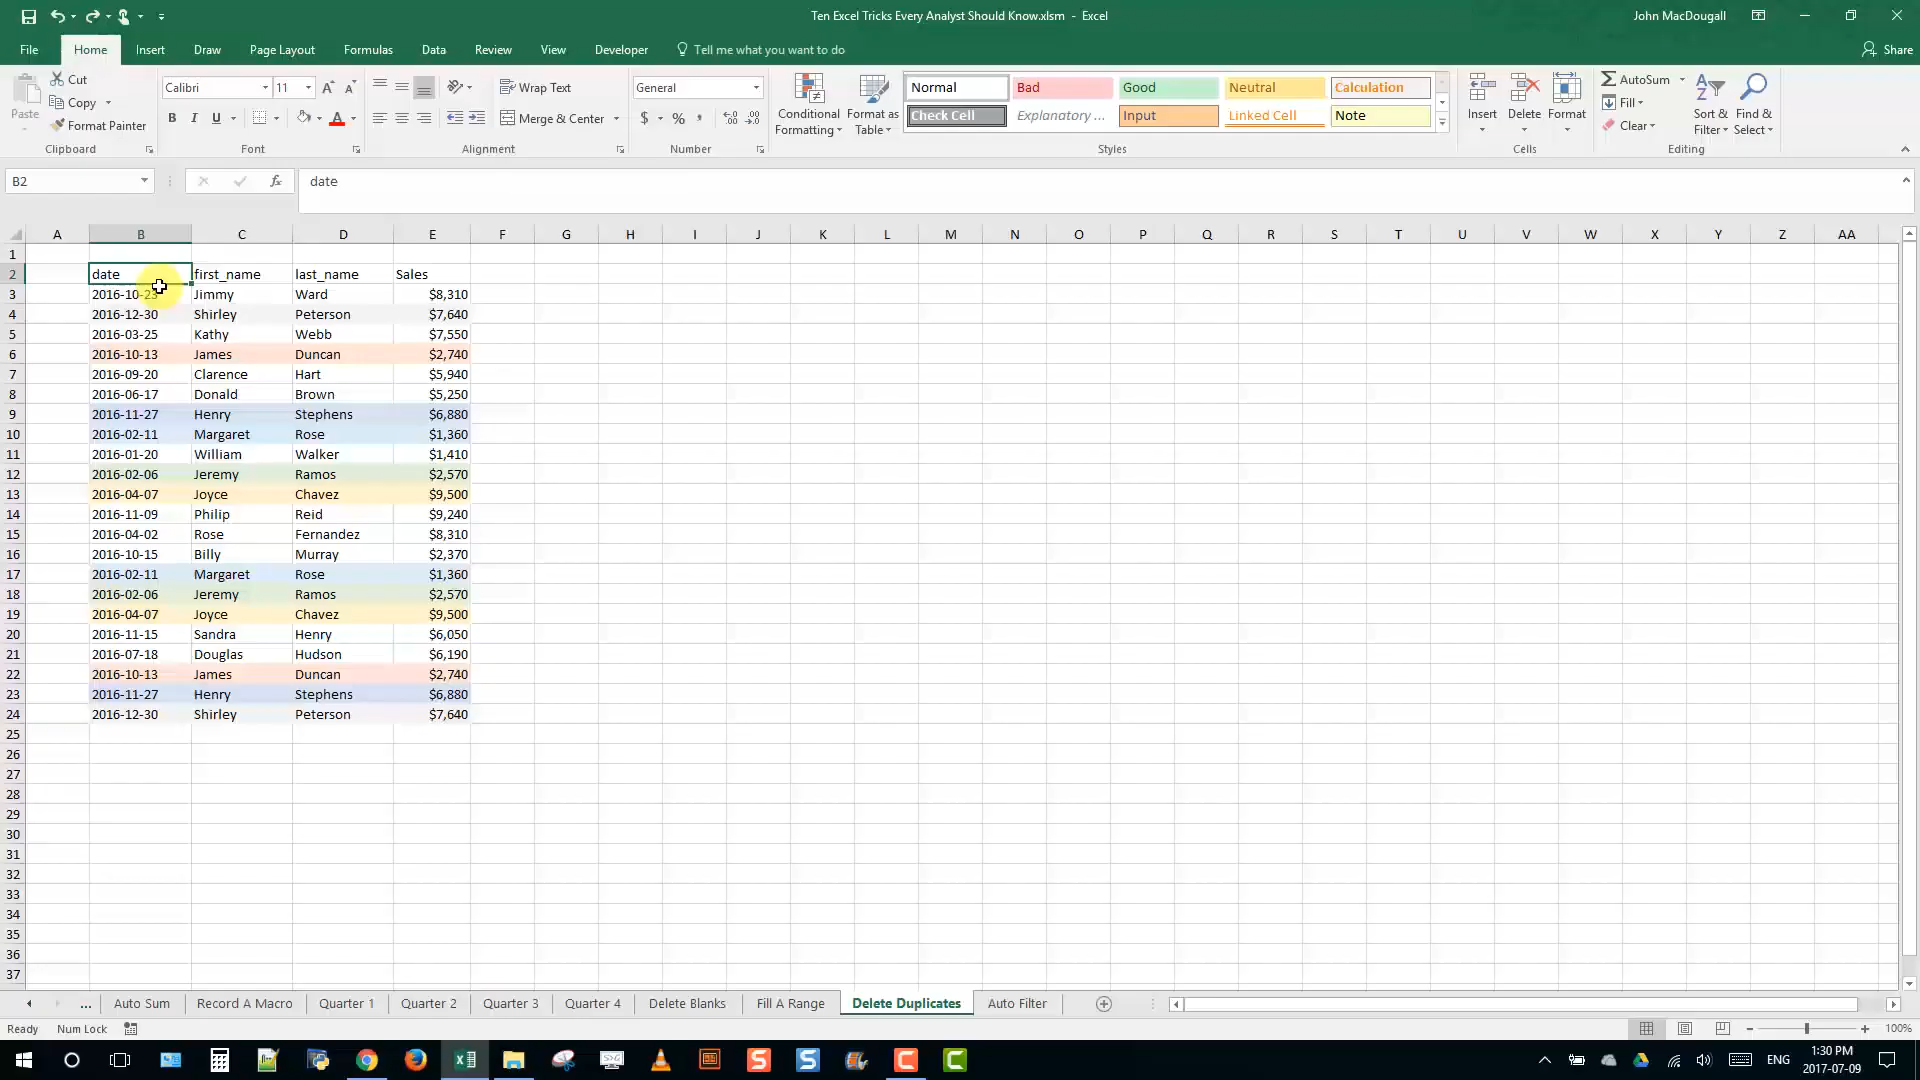 Ten Excel Tricks Every Analyst Should Know.xlsm - Excel
John MacDougall
File Home Insert Draw Page Layout Formulas Data Review View Developer Tell me what you want to do Share
Paste Cut Copy Format Painter Clipboard
Calibri 11 B I U Font
Wrap Text Merge & Center Alignment
General $ % , Number
Conditional Formatting Format as Table
Normal Bad Good Neutral Calculation
Check Cell Explanatory ... Input Linked Cell Note
Styles
Insert Delete Format Cells
AutoSum Fill Clear Sort & Filter Find & Select Editing
B2 fx date
A B C D E F G H I J K L M N O P Q R S T U V W X Y Z AA
1
2 date first_name last_name Sales
3 2016-10-23 Jimmy Ward $8,310
4 2016-12-30 Shirley Peterson $7,640
5 2016-03-25 Kathy Webb $7,550
6 2016-10-13 James Duncan $2,740
7 2016-09-20 Clarence Hart $5,940
8 2016-06-17 Donald Brown $5,250
9 2016-11-27 Henry Stephens $6,880
10 2016-02-11 Margaret Rose $1,360
11 2016-01-20 William Walker $1,410
12 2016-02-06 Jeremy Ramos $2,570
13 2016-04-07 Joyce Chavez $9,500
14 2016-11-09 Philip Reid $9,240
15 2016-04-02 Rose Fernandez $8,310
16 2016-10-15 Billy Murray $2,370
17 2016-02-11 Margaret Rose $1,360
18 2016-02-06 Jeremy Ramos $2,570
19 2016-04-07 Joyce Chavez $9,500
20 2016-11-15 Sandra Henry $6,050
21 2016-07-18 Douglas Hudson $6,190
22 2016-10-13 James Duncan $2,740
23 2016-11-27 Henry Stephens $6,880
24 2016-12-30 Shirley Peterson $7,640
25
26
27
28
29
30
31
32
33
34
35
36
37
... Auto Sum Record A Macro Quarter 1 Quarter 2 Quarter 3 Quarter 4 Delete Blanks Fill A Range Delete Duplicates Auto Filter
Ready Num Lock 100%
ENG 1:30 PM
2017-07-09